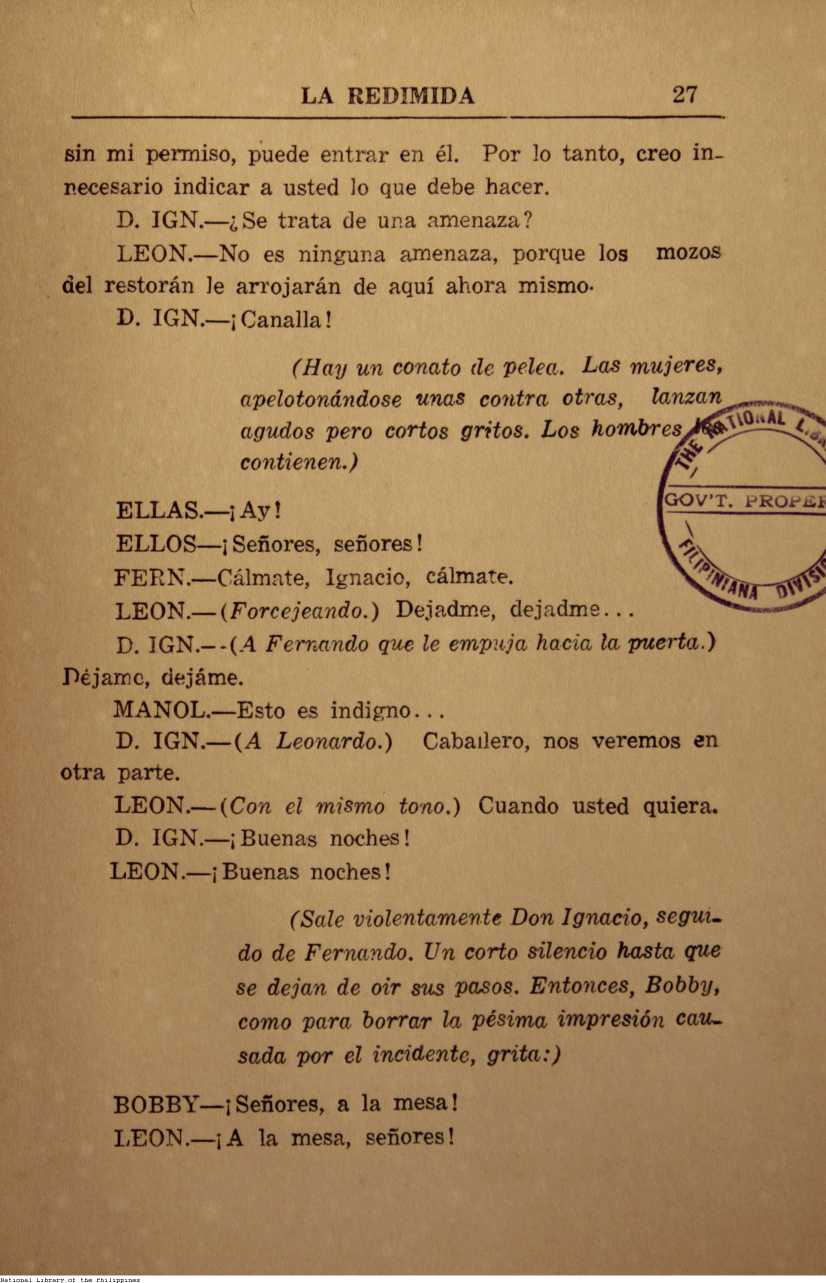 LA REDIMIDA 27
sin mi permiso, puede entrar en él. Por lo tanto, creo in-
necesario indicar a usted lo que debe hacer.
D. IGN.—¿Se trata de una amenaza?
LEON.—No es ninguna amenaza, porque los mozos
del restorán le arrojarán de aquí ahora mismo.
D. IGN.—¡Canalla!
(Hay un conato de pelea. Las mujeres,
apelotonándose unas contra otras, lanzan
agudos pero cortos gritos. Los hombres
contienen.)
THE NATIONAL
GOV'T. PROPER
FILIPINIANA DIVISIO
ELLAS.—¡Ay!
ELLOS—¡Señores, señores!
FERN.—Cálmate, Ignacio, cálmate.
LEON.—(Forcejeando.) Dejadme, dejadme...
D. IGN.--(A Fernando que le empuja hacia la puerta.)
Déjame, dejáme.
MANOL.—Esto es indigno...
D. IGN.—(A Leonardo.) Caballero, nos veremos en
otra parte.
LEON.—(Con el mismo tono.) Cuando usted quiera.
D. IGN.—¡Buenas noches!
LEON.—¡Buenas noches!
(Sale violentamente Don Ignacio, segui-
do de Fernando. Un corto silencio hasta que
se dejan de oir sus pasos. Entonces, Bobby,
como para borrar la pésima impresión cau-
sada por el incidente, grita:)
BOBBY—¡Señores, a la mesa!
LEON.—¡A la mesa, señores!
National Library of the Philippines